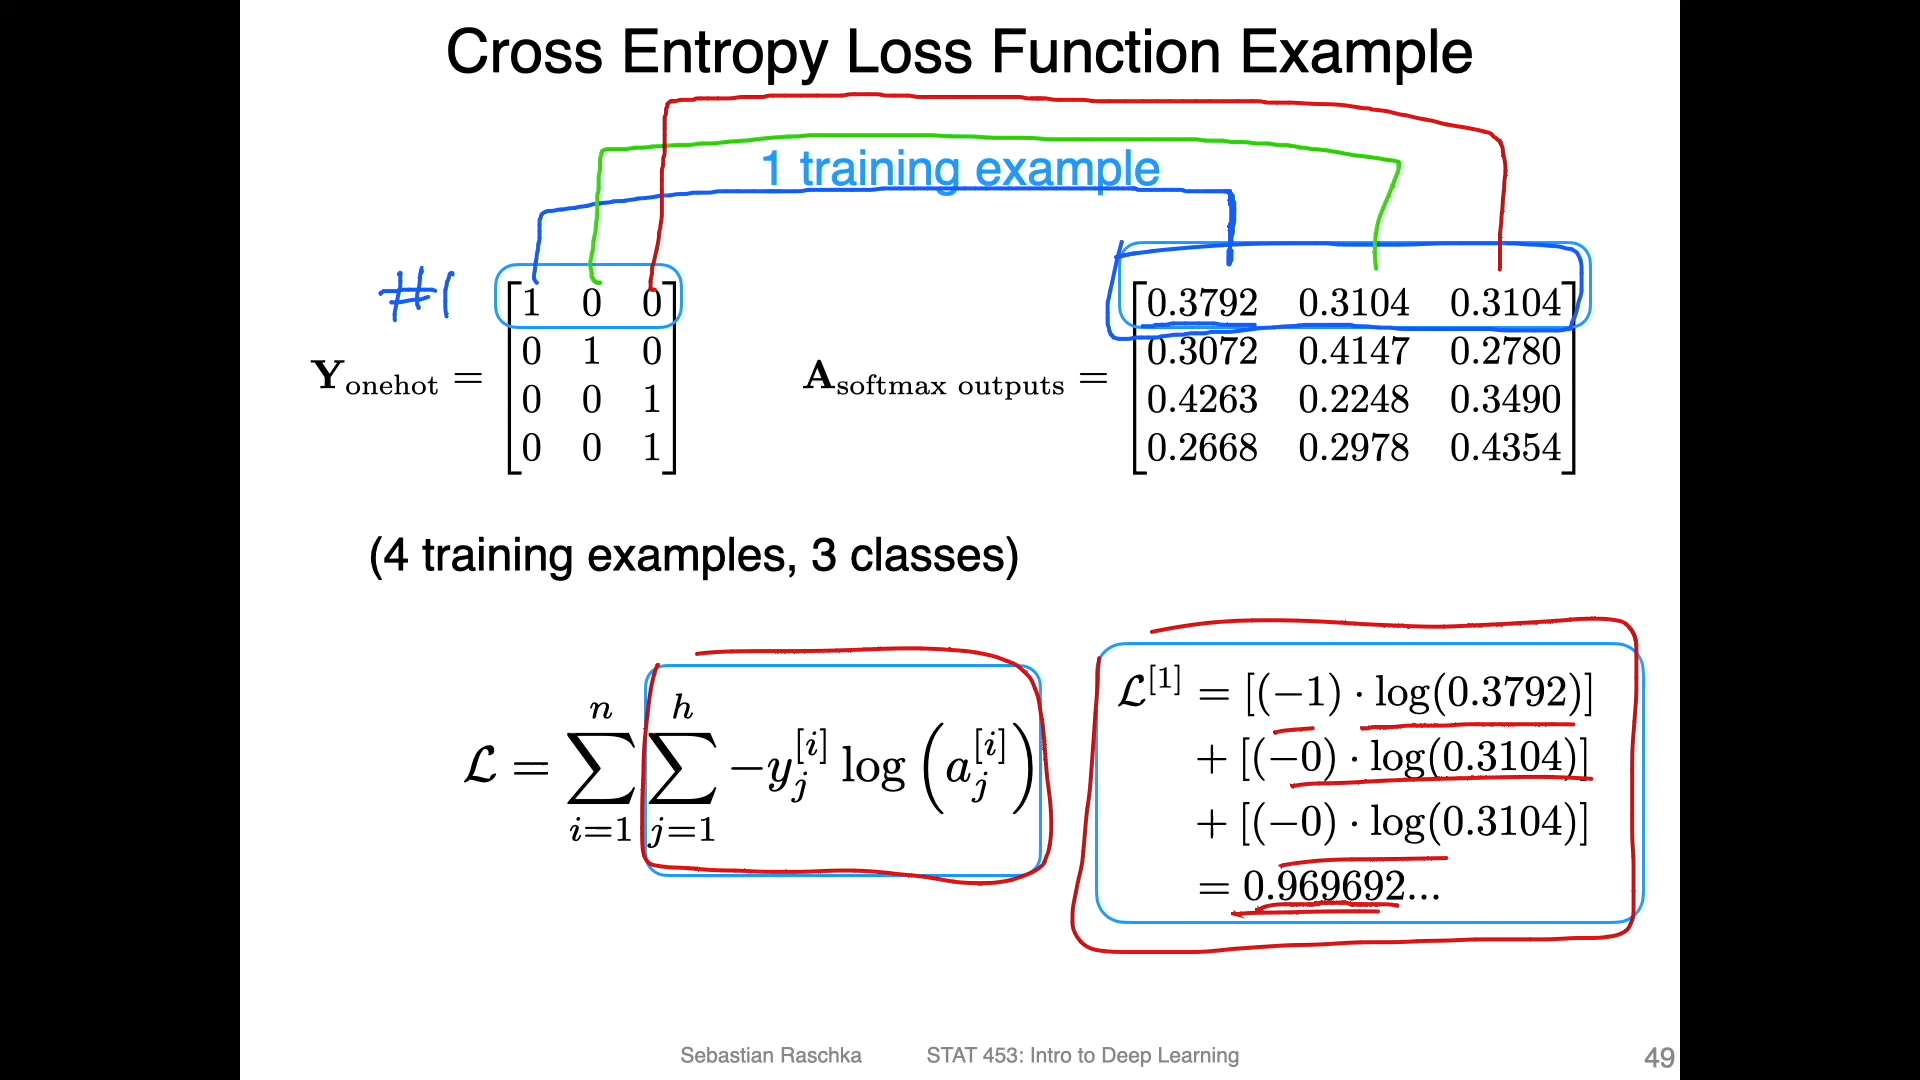 Cross Entropy Loss Function Example
1 training example
#1
Y_onehot = [1 0 0
0 1 0
0 0 1
0 0 1]
A_softmax outputs = [0.3792 0.3104 0.3104
0.3072 0.4147 0.2780
0.4263 0.2248 0.3490
0.2668 0.2978 0.4354]
(4 training examples, 3 classes)
ℒ = ∑_{i=1}^{n} ∑_{j=1}^{h} −y_j^{[i]} log (a_j^{[i]})
ℒ^{[1]} = [(−1) · log(0.3792)]
+ [(−0) · log(0.3104)]
+ [(−0) · log(0.3104)]
= 0.969692...
Sebastian Raschka STAT 453: Intro to Deep Learning 49